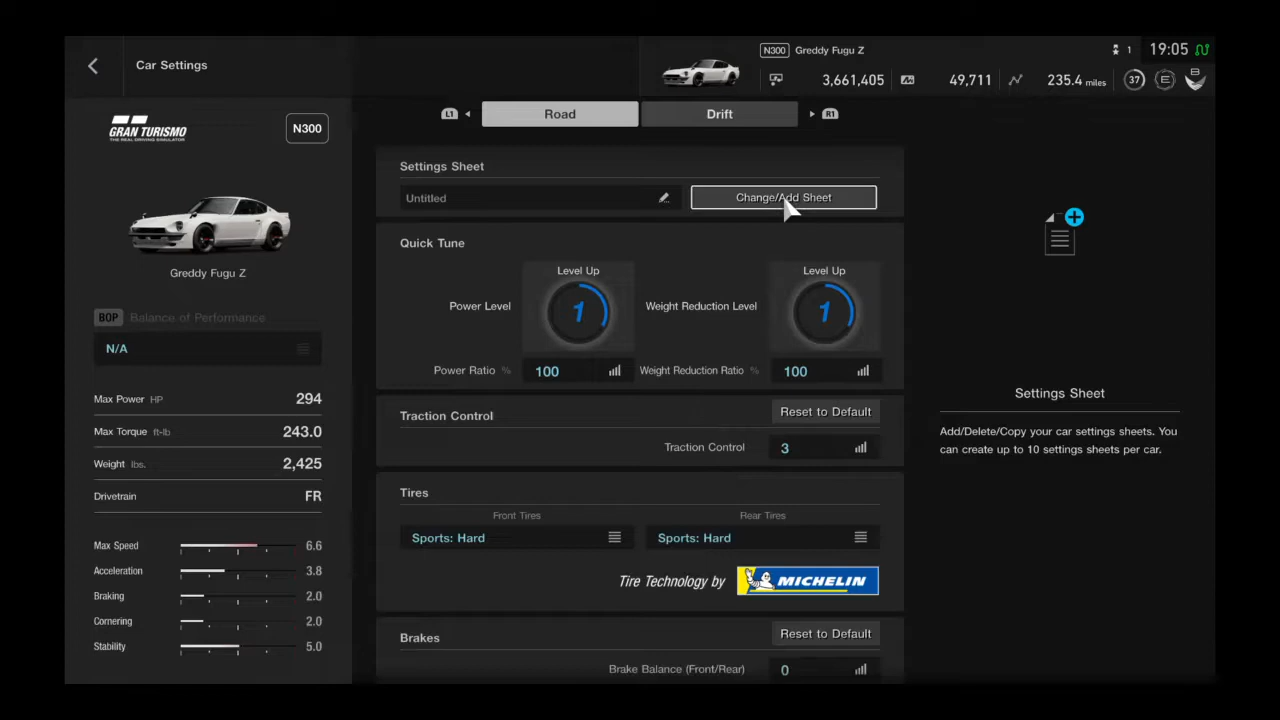 Car Settings
N300 Greddy Fugu Z
1 19:05
3,661,405 49,711 235.4 miles 37 E B
GRAN TURISMO
THE REAL DRIVING SIMULATOR
N300
Greddy Fugu Z
BOP Balance of Performance
N/A
Max Power HP 294
Max Torque ft-lb 243.0
Weight lbs. 2,425
Drivetrain FR
Max Speed 6.6
Acceleration 3.8
Braking 2.0
Cornering 2.0
Stability 5.0
L1 Road Drift R1
Settings Sheet
Untitled Change/Add Sheet
Quick Tune
Level Up Level Up
Power Level 1 Weight Reduction Level 1
Power Ratio % 100 Weight Reduction Ratio % 100
Traction Control Reset to Default
Traction Control 3
Tires
Front Tires Rear Tires
Sports: Hard Sports: Hard
Tire Technology by MICHELIN
Brakes Reset to Default
Brake Balance (Front/Rear) 0
Settings Sheet
Add/Delete/Copy your car settings sheets. You
can create up to 10 settings sheets per car.